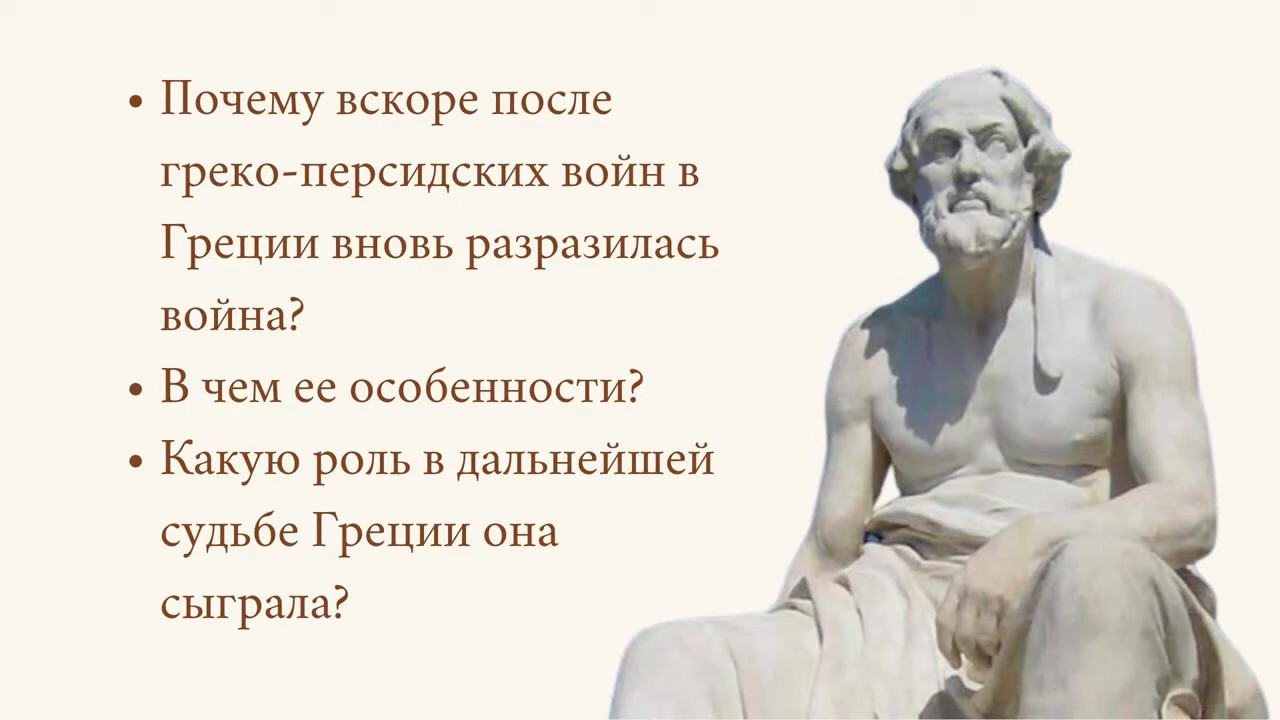 • Почему вскоре после
греко-персидских войн в
Греции вновь разразилась
война?
• В чем ее особенности?
• Какую роль в дальнейшей
судьбе Греции она
сыграла?